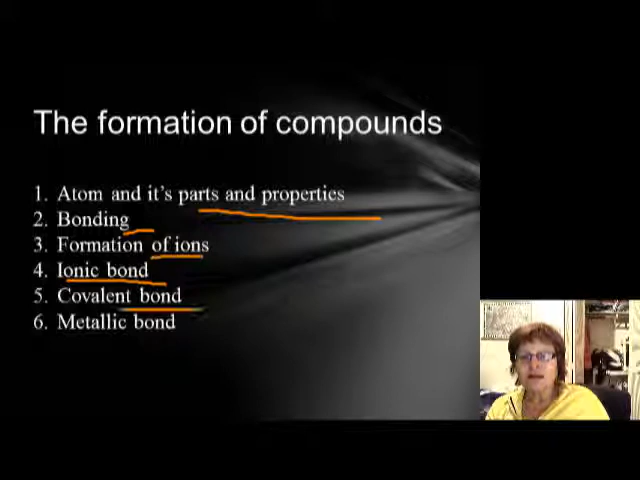 The formation of compounds
1. Atom and it's parts and properties
2. Bonding
3. Formation of ions
4. Ionic bond
5. Covalent bond
6. Metallic bond